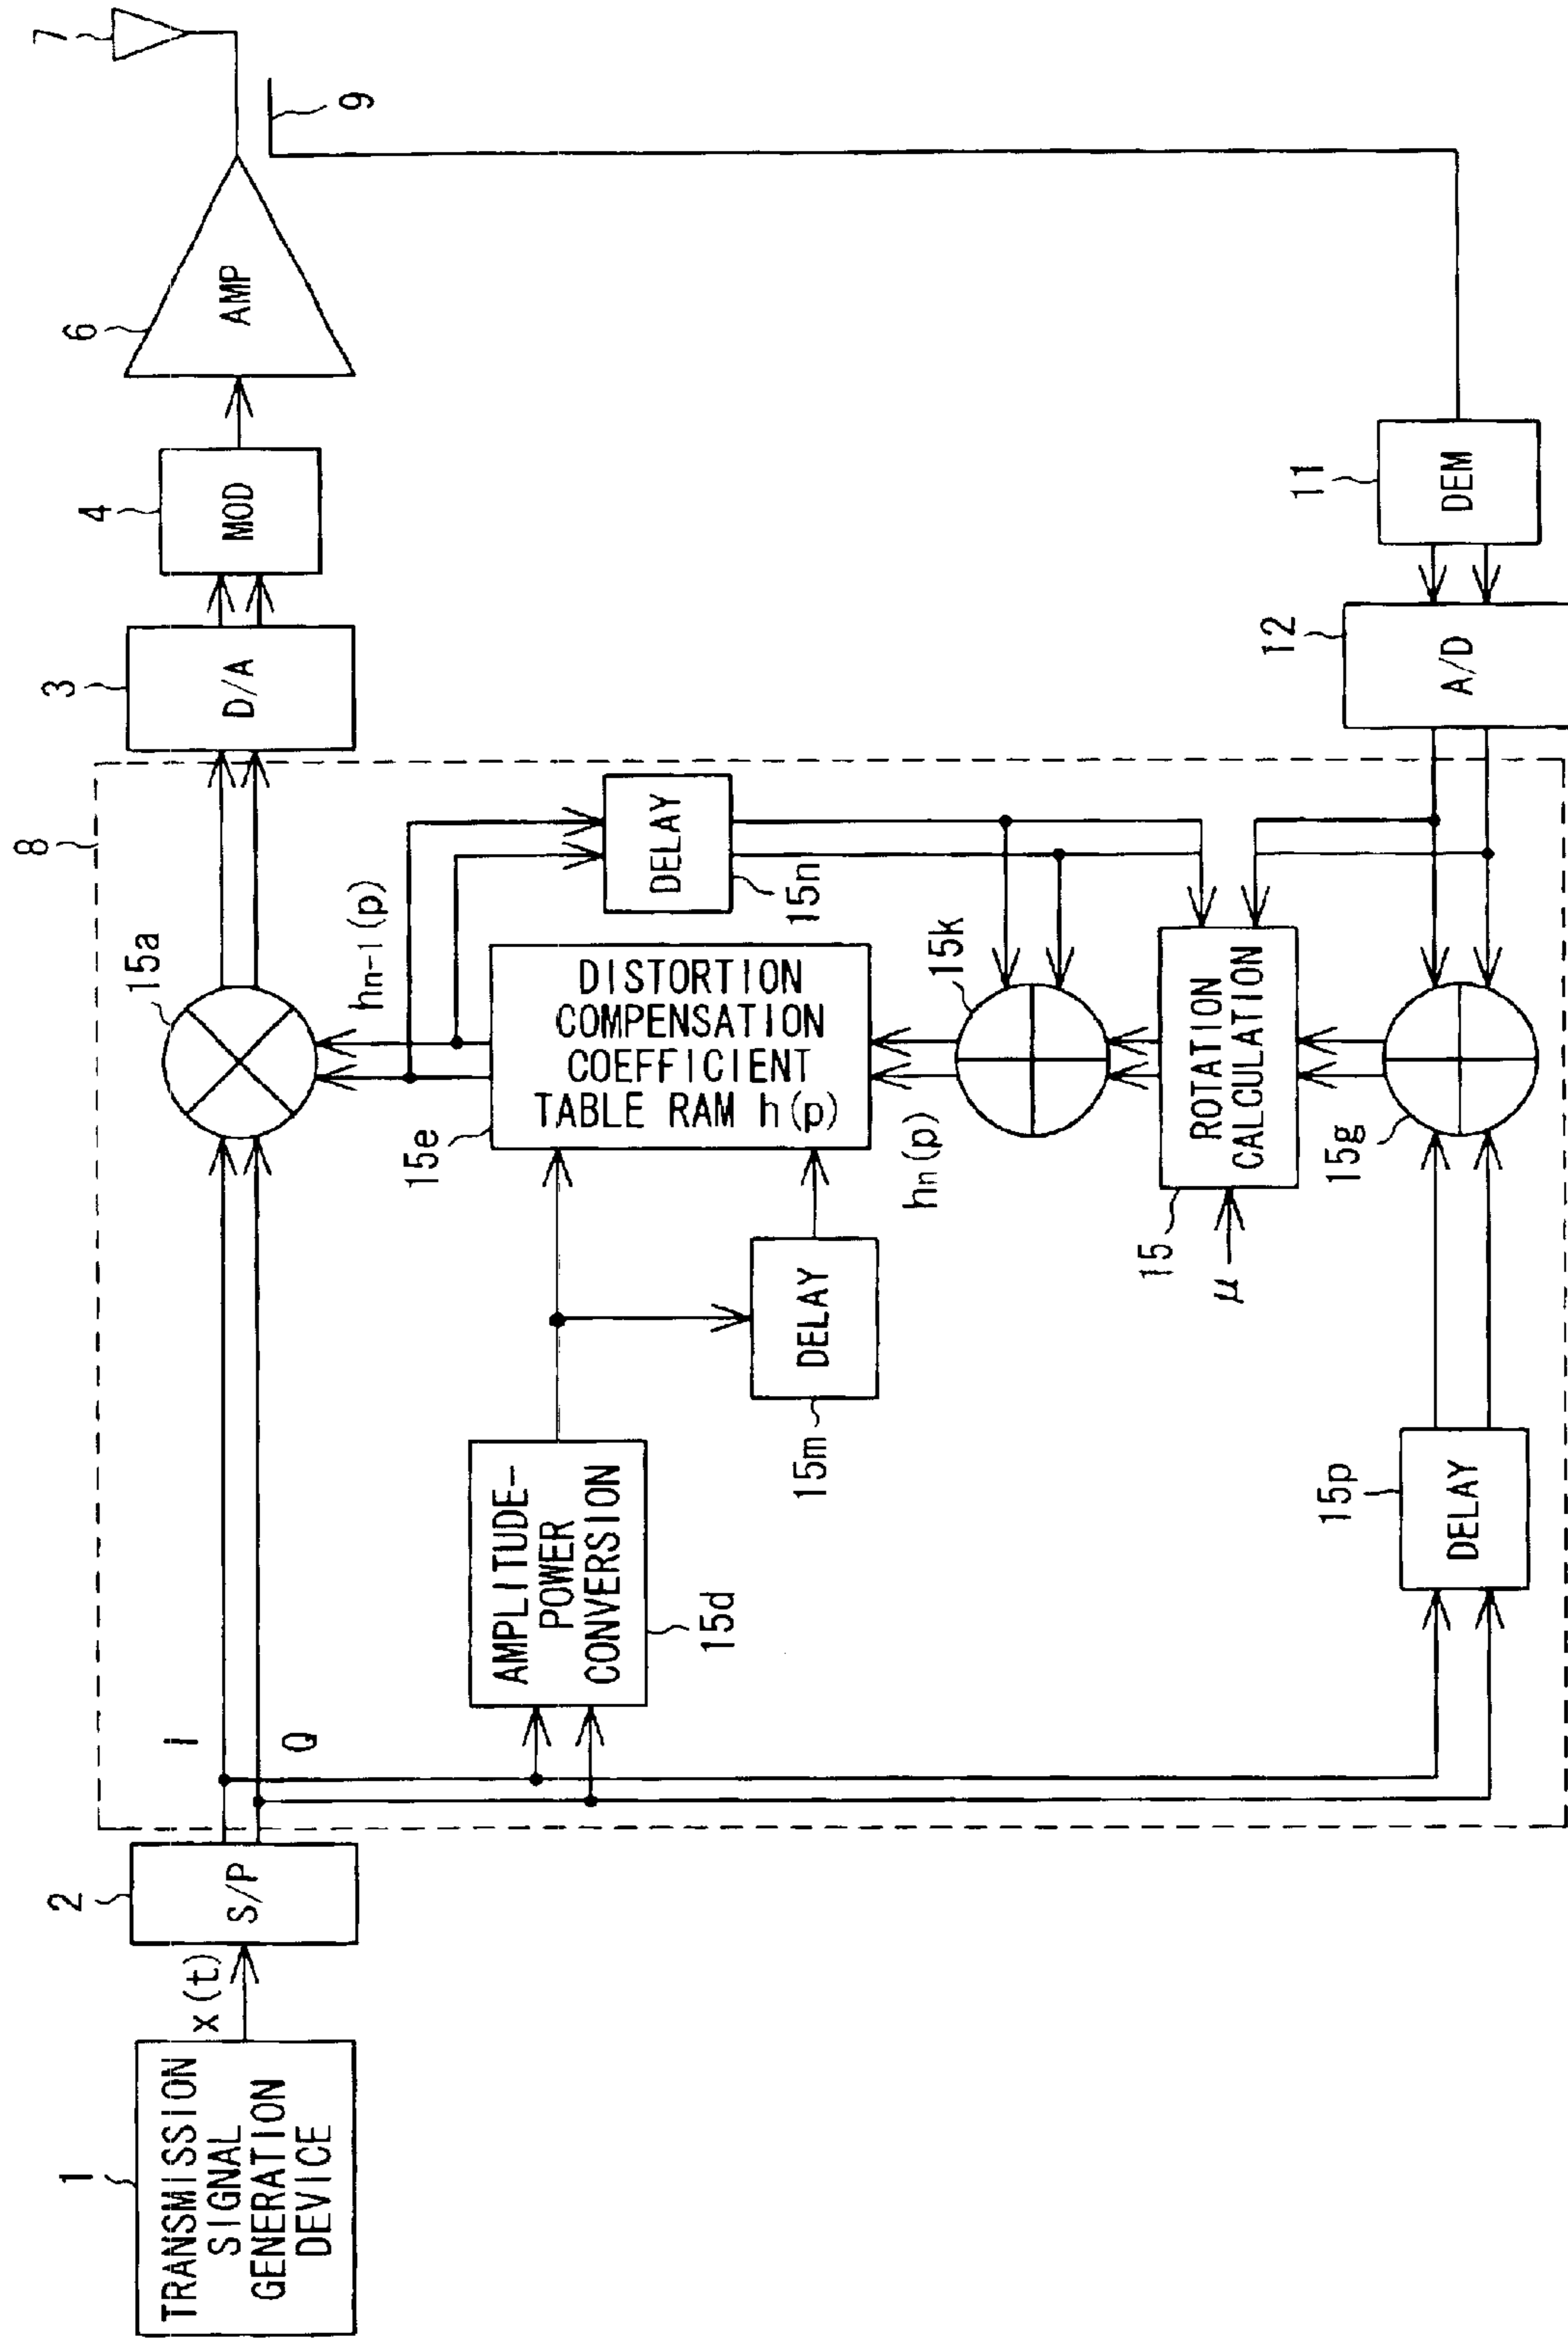 1
TRANSMISSION
SIGNAL
GENERATION
DEVICE
x(t)
2
S/P
I
Q
8
15a
3
D/A
4
MOD
6
AMP
7
9
AMPLITUDE-
POWER
CONVERSION
15d
DELAY
15m
hn-1(p)
DISTORTION
COMPENSATION
COEFFICIENT
TABLE RAM h(p)
15e
DELAY
15n
hn(p)
15k
ROTATION
CALCULATION
15
μ
15g
15p
DELAY
12
A/D
11
DEM